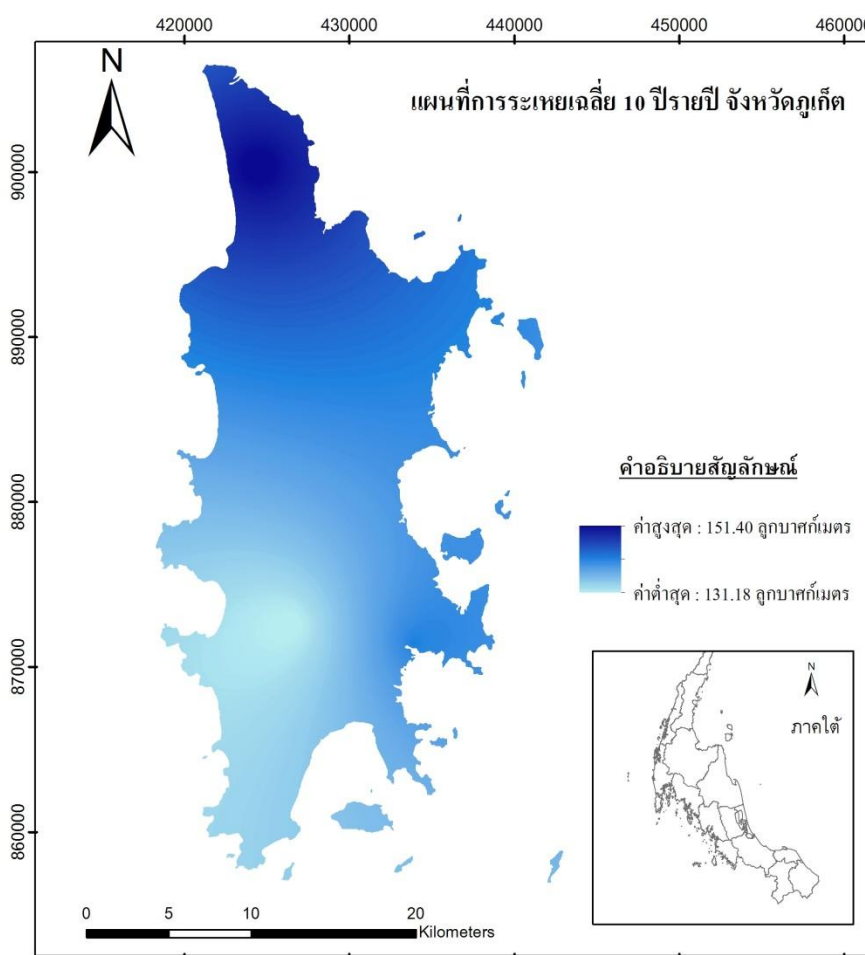 420000 430000 440000 450000 460000
N
แผนที่การระเหยเฉลี่ย 10 ปีรายปี จังหวัดภูเก็ต
900000
890000
880000
870000
860000
คำอธิบายสัญลักษณ์
ค่าสูงสุด : 151.40 ลูกบาศก์เมตร
ค่าต่ำสุด : 131.18 ลูกบาศก์เมตร
N
ภาคใต้
0 5 10 20
Kilometers